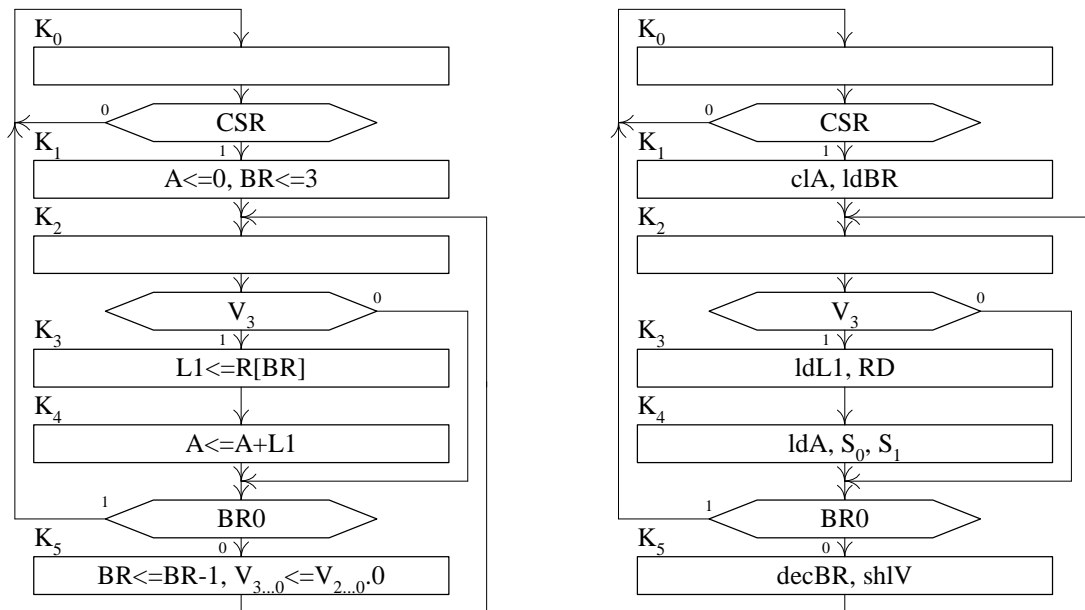 K₀
0
CSR
1
K₁
A<=0, BR<=3
K₂
V₃
0
1
K₃
L1<=R[BR]
K₄
A<=A+L1
1
BR0
0
K₅
BR<=BR-1, V₃...₀<=V₂...₀.0
K₀
0
CSR
1
K₁
clA, ldBR
K₂
V₃
0
1
K₃
ldL1, RD
K₄
ldA, S₀, S₁
1
BR0
0
K₅
decBR, shlV